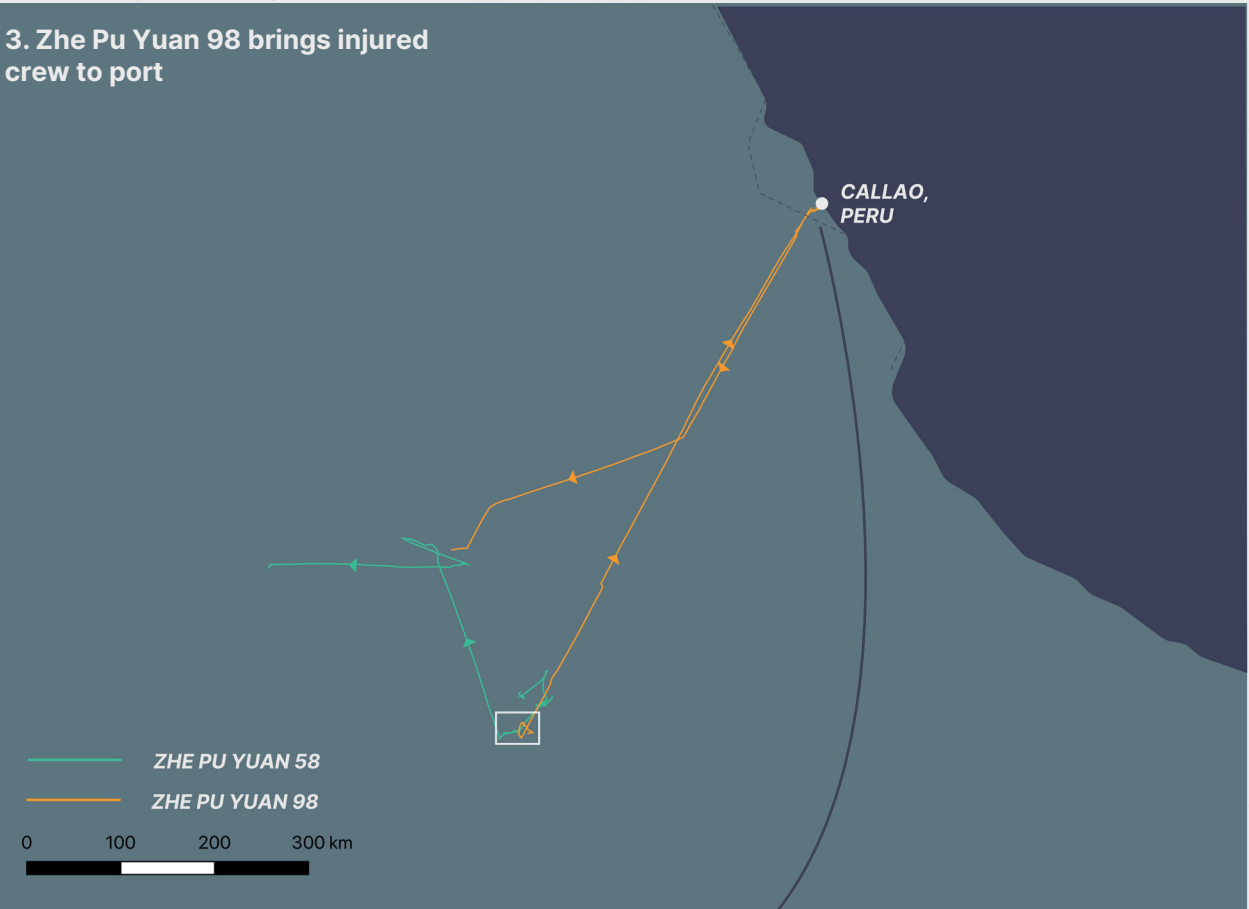 3. Zhe Pu Yuan 98 brings injured
crew to port
CALLAO,
PERU
ZHE PU YUAN 58
ZHE PU YUAN 98
0 100 200 300 km